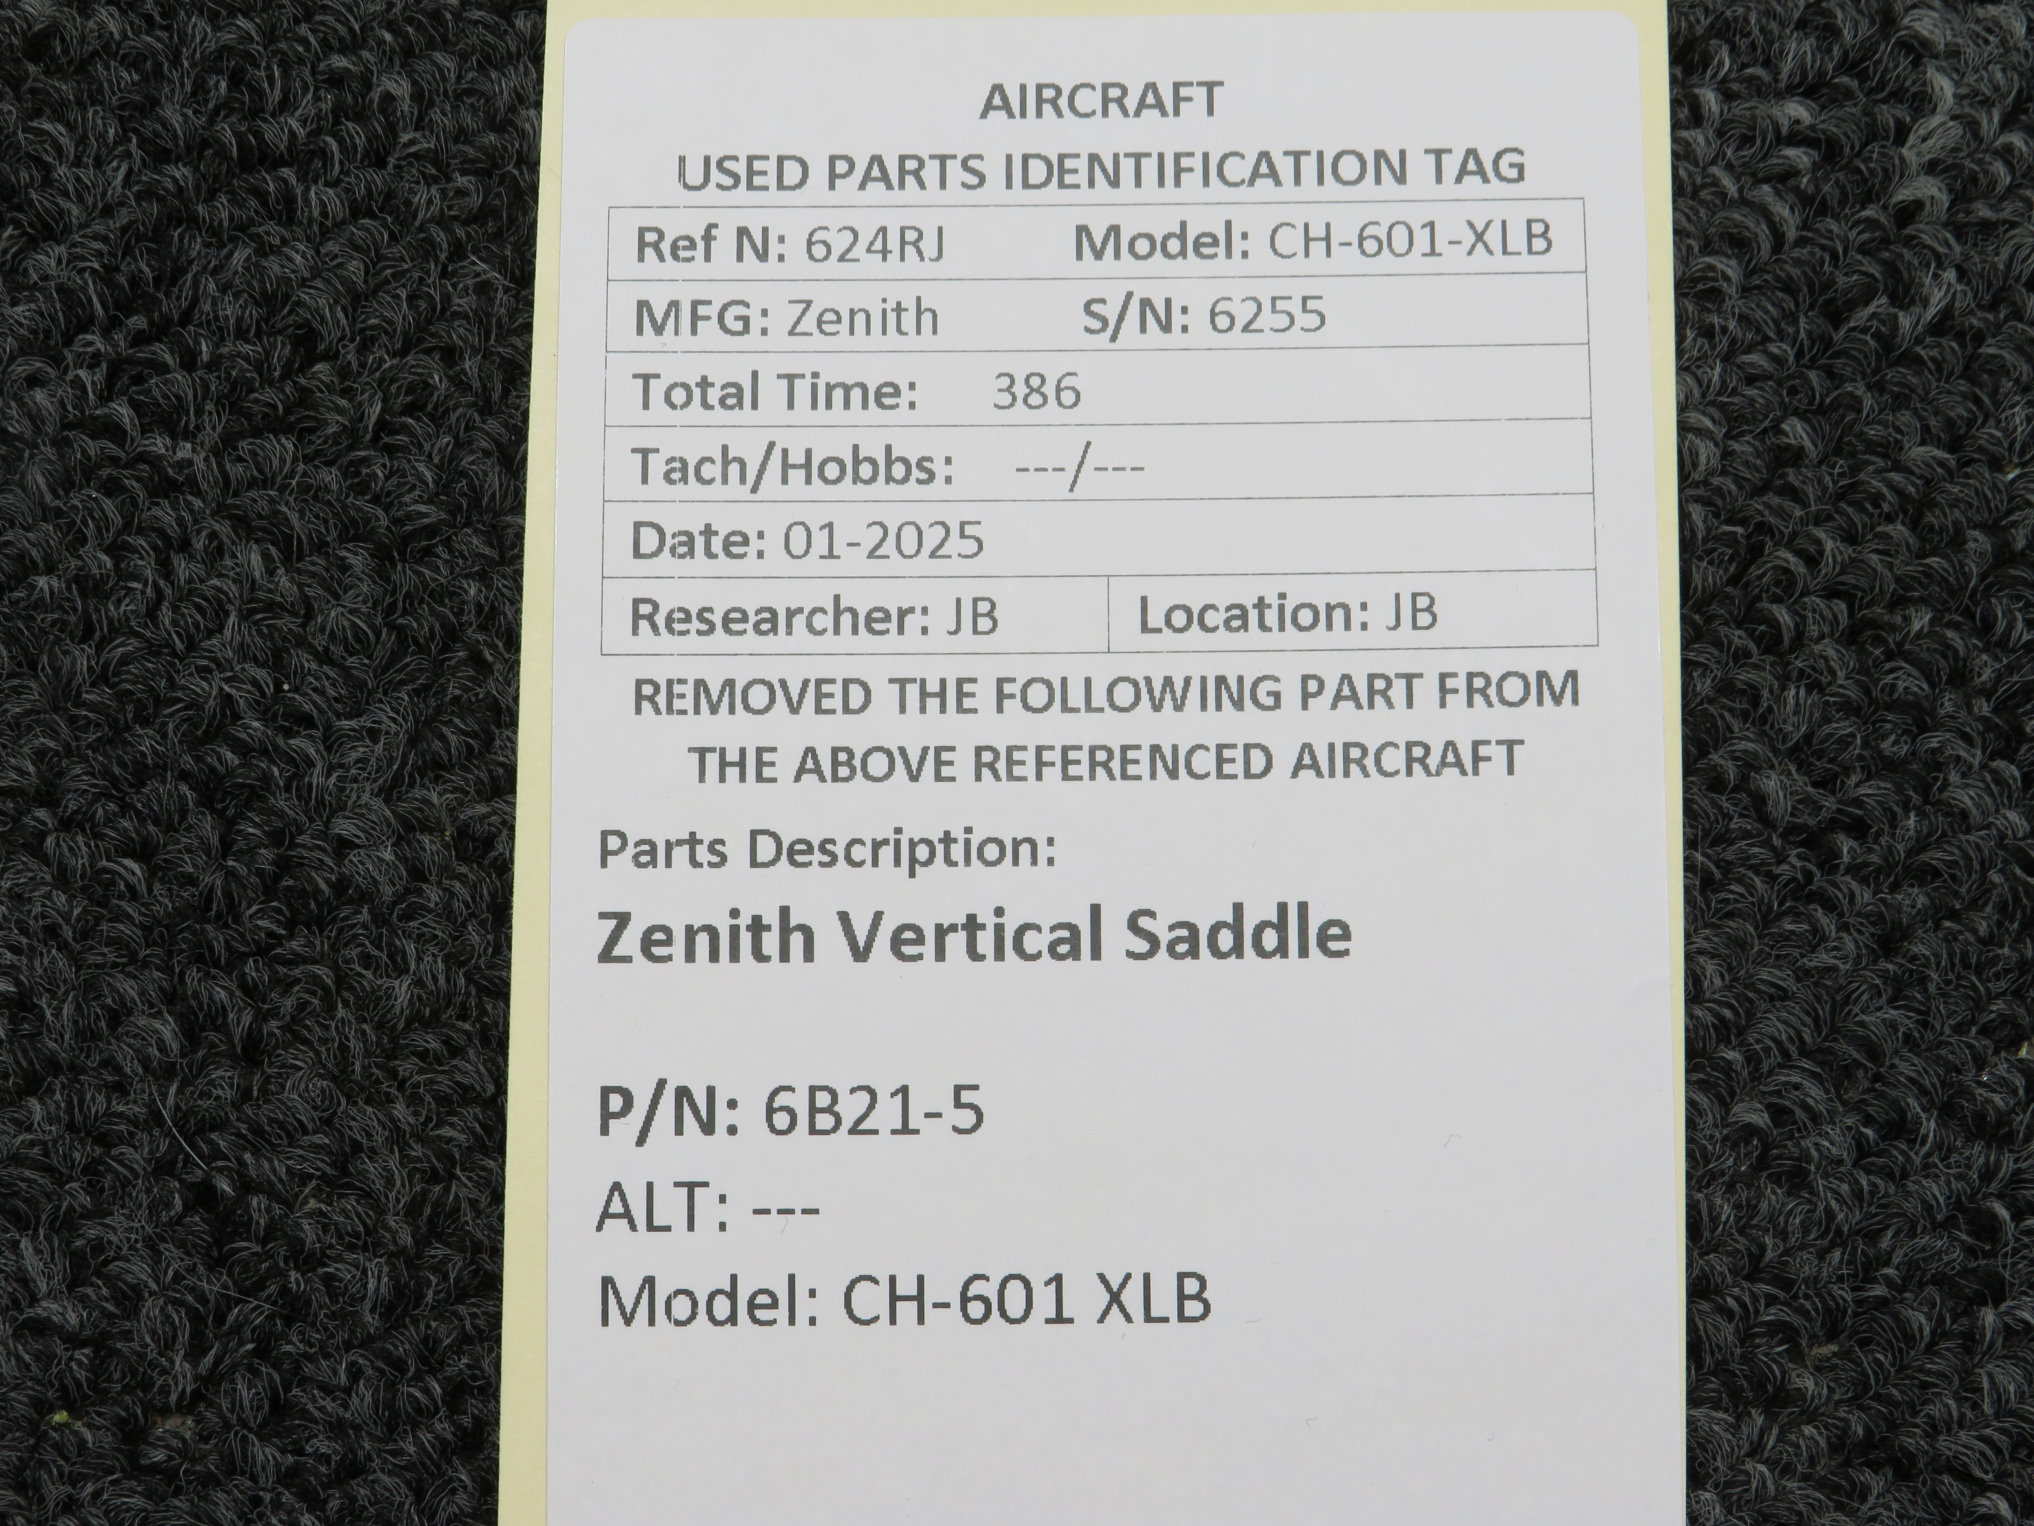 AIRCRAFT
USED PARTS IDENTIFICATION TAG
Ref N: 624RJ Model: CH-601-XLB
MFG: Zenith S/N: 6255
Total Time: 386
Tach/Hobbs: ---/---
Date: 01-2025
Researcher: JB Location: JB
REMOVED THE FOLLOWING PART FROM
THE ABOVE REFERENCED AIRCRAFT
Parts Description:
Zenith Vertical Saddle
P/N: 6B21-5
ALT: ---
Model: CH-601 XLB